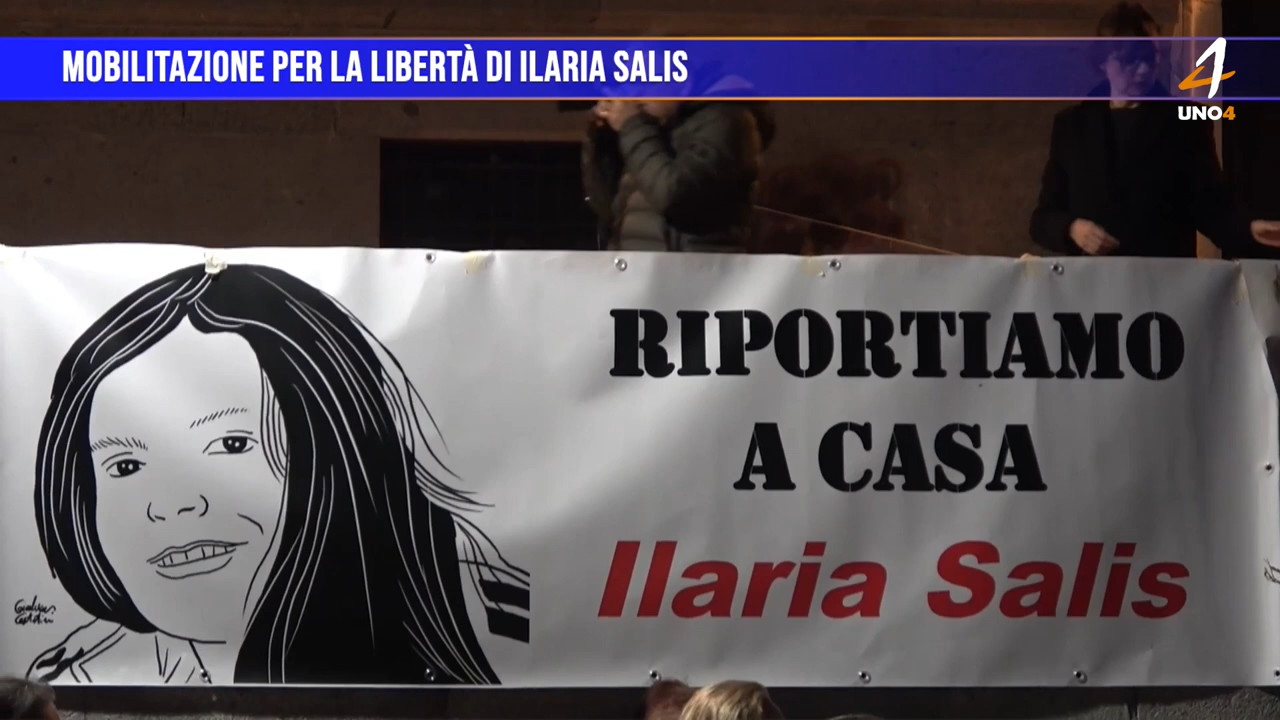 MOBILITAZIONE PER LA LIBERTÀ DI ILARIA SALIS
UNO4
RIPORTIAMO
A CASA
Ilaria Salis